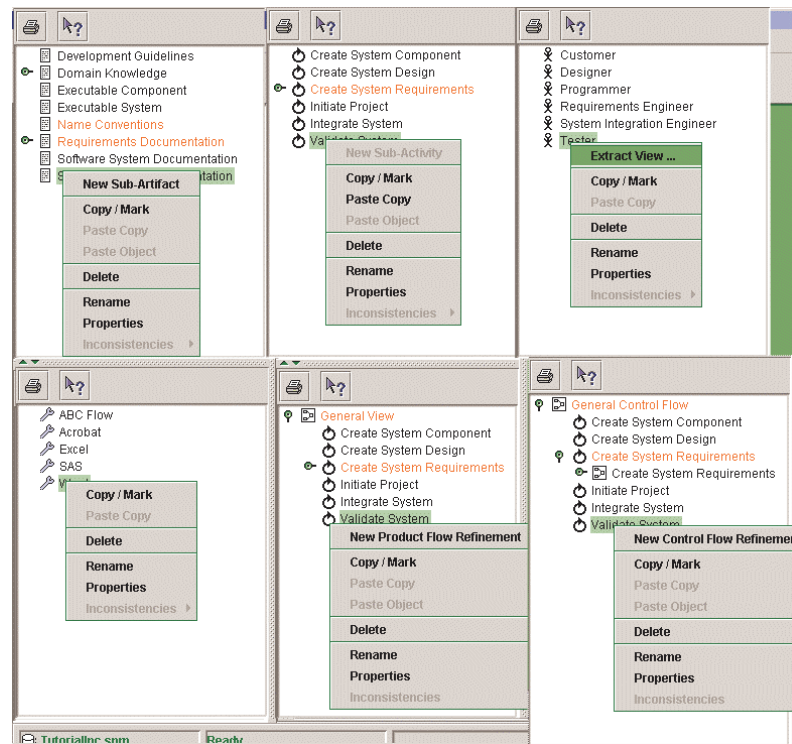 Development Guidelines
Domain Knowledge
Executable Component
Executable System
Name Conventions
Requirements Documentation
Software System Documentation
New Sub-Artifact
Copy / Mark
Paste Copy
Paste Object
Delete
Rename
Properties
Inconsistencies
Create System Component
Create System Design
Create System Requirements
Initiate Project
Integrate System
Validate System
New Sub-Activity
Copy / Mark
Paste Copy
Paste Object
Delete
Rename
Properties
Inconsistencies
Customer
Designer
Programmer
Requirements Engineer
System Integration Engineer
Tester
Extract View ...
Copy / Mark
Paste Copy
Delete
Rename
Properties
Inconsistencies
ABC Flow
Acrobat
Excel
SAS
Copy / Mark
Paste Copy
Delete
Rename
Properties
Inconsistencies
General View
Create System Component
Create System Design
Create System Requirements
Initiate Project
Integrate System
Validate System
New Product Flow Refinement
Copy / Mark
Paste Copy
Paste Object
Delete
Rename
Properties
Inconsistencies
General Control Flow
Create System Component
Create System Design
Create System Requirements
Create System Requirements
Initiate Project
Integrate System
Validate System
New Control Flow Refinemen
Copy / Mark
Paste Copy
Paste Object
Delete
Rename
Properties
Inconsistencies
TutorialInc.spm
Ready